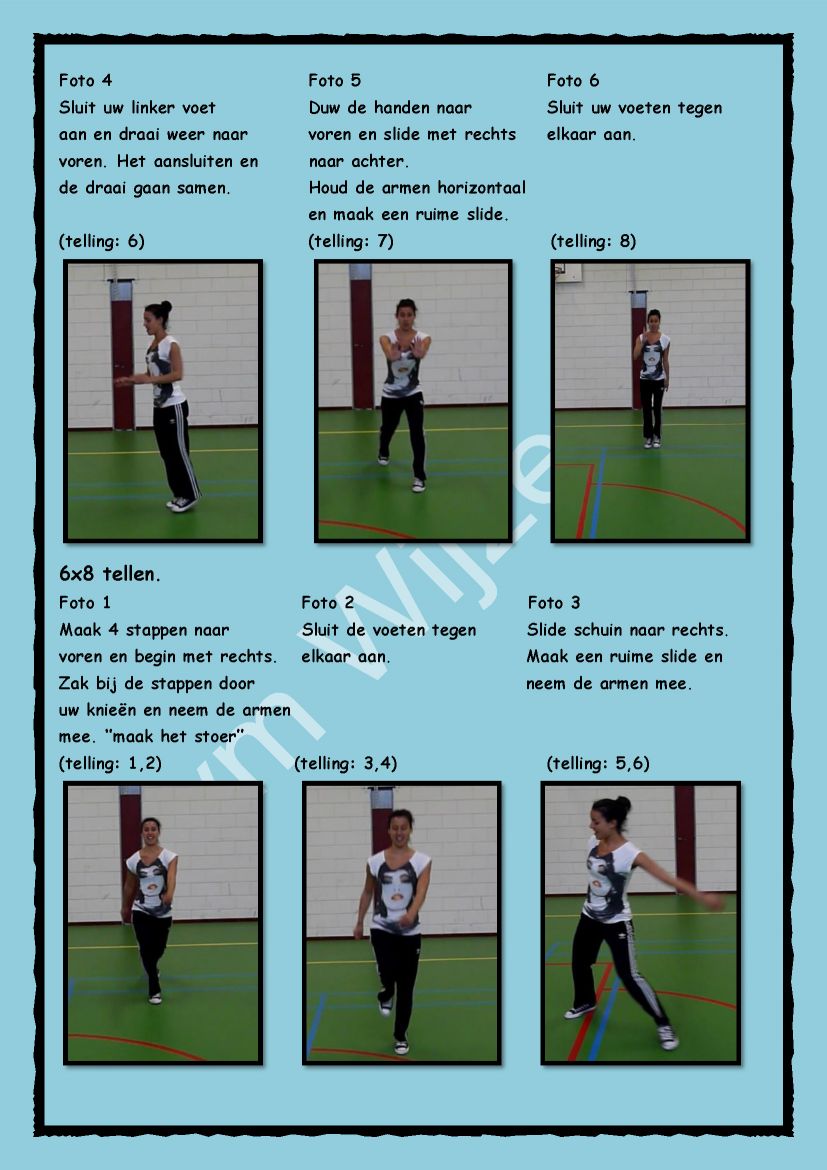 Foto 4
Sluit uw linker voet
aan en draai weer naar
voren. Het aansluiten en
de draai gaan samen.
(telling: 6)
Foto 5
Duw de handen naar
voren en slide met rechts
naar achter.
Houd de armen horizontaal
en maak een ruime slide.
(telling: 7)
Foto 6
Sluit uw voeten tegen
elkaar aan.
(telling: 8)
6x8 tellen.
Foto 1
Maak 4 stappen naar
voren en begin met rechts.
Zak bij de stappen door
uw knieën en neem de armen
mee. "maak het stoer"
(telling: 1,2)
Foto 2
Sluit de voeten tegen
elkaar aan.
(telling: 3,4)
Foto 3
Slide schuin naar rechts.
Maak een ruime slide en
neem de armen mee.
(telling: 5,6)